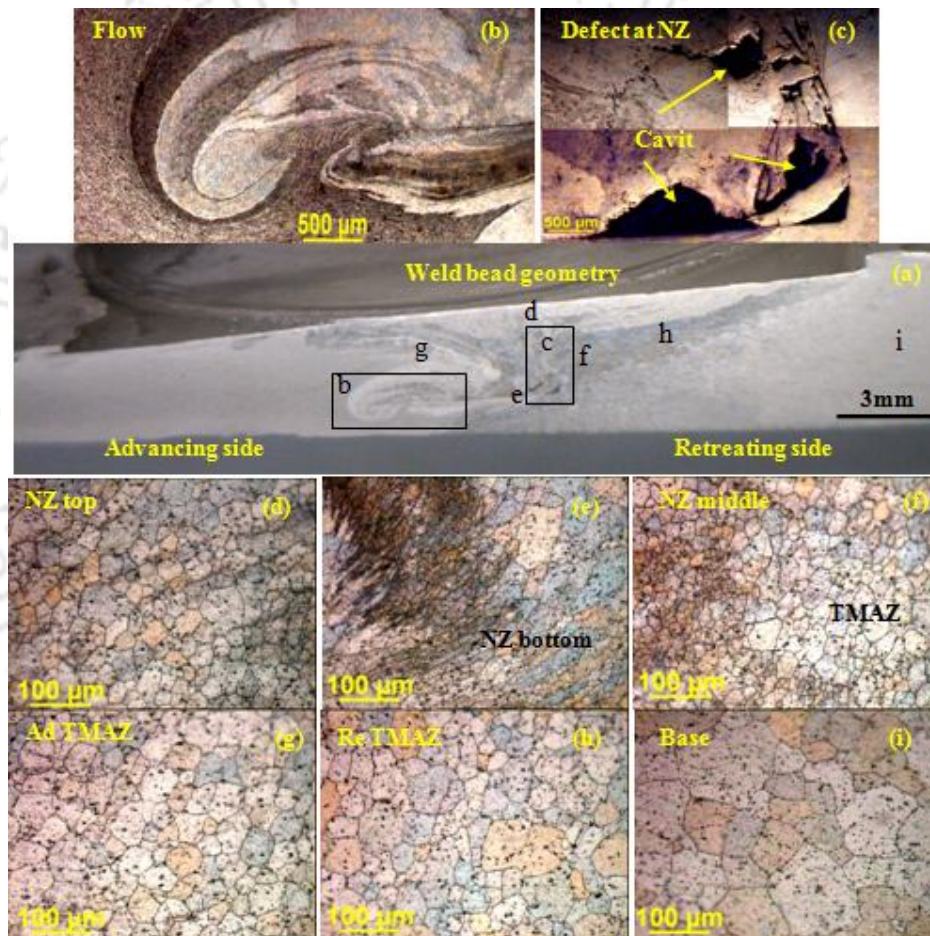 Flow (b)
500 µm
Defect at NZ (c)
Cavit
500 µm
Weld bead geometry (a)
d
c
h
g
f
i
b
e
3mm
Advancing side
Retreating side
NZ top (d)
100 µm
(e)
NZ bottom
100 µm
NZ middle (f)
TMAZ
100 µm
Ad TMAZ (g)
100 µm
Re TMAZ (h)
100 µm
Base (i)
100 µm